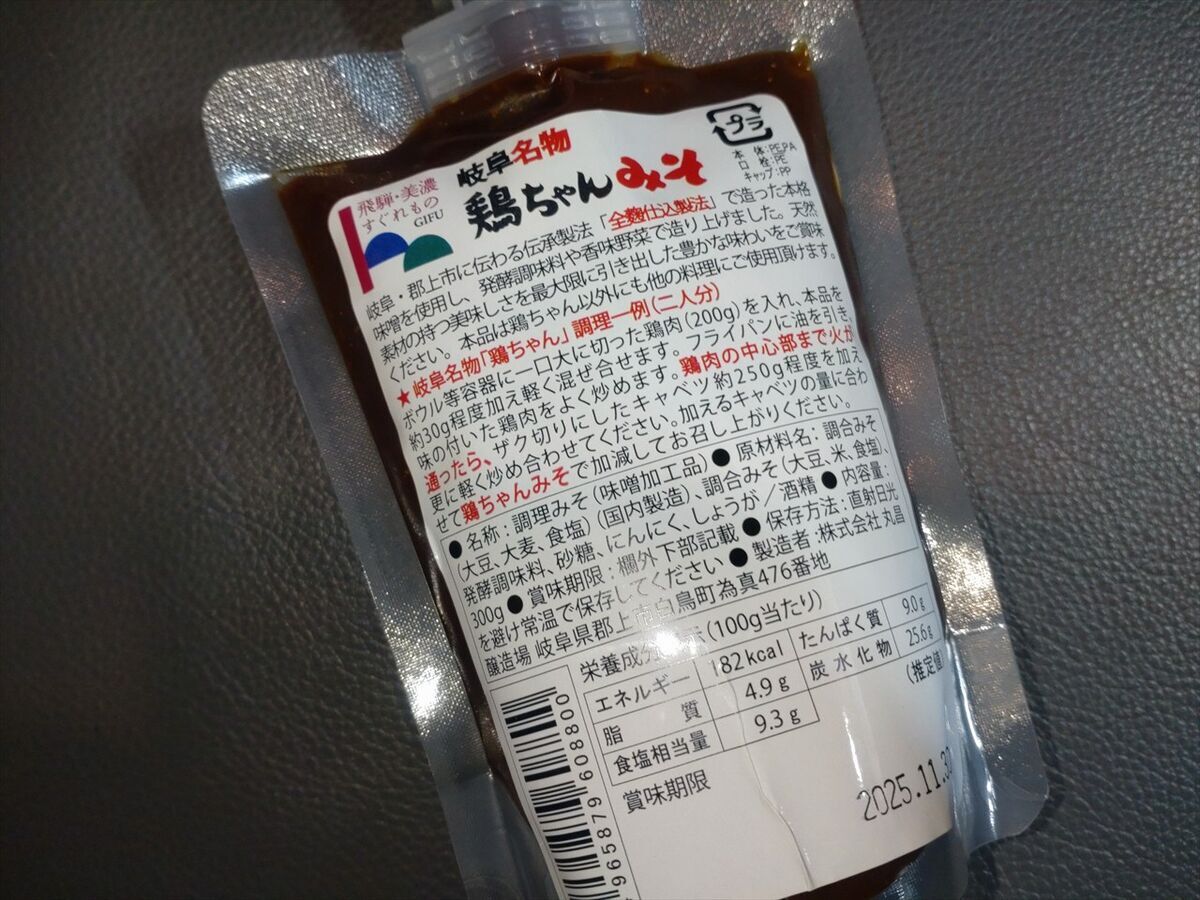 岐阜名物
鶏ちゃんみそ
飛騨・美濃
すぐれもの
GIFU
プラ
本体:PE,PA
口栓:PE
キャップ:PP
岐阜・郡上市に伝わる伝承製法「全麹仕込製法」で造った本格
味噌を使用し、発酵調味料や香味野菜で造り上げました。天然
素材の持つ美味しさを最大限に引き出した豊かな味わいをご賞味
ください。本品は鶏ちゃん以外にも他の料理にご使用頂けます。
★岐阜名物「鶏ちゃん」調理一例(二人分)
ボウル等容器に一口大に切った鶏肉(200g)を入れ、本品を
約30g程度加え軽く混ぜ合せます。フライパンに油を引き、
味の付いた鶏肉をよく炒めます。鶏肉の中心部まで火が
通ったら、ザク切りにしたキャベツ約250g程度を加え
更に軽く炒め合わせてください。加えるキャベツの量に合わ
せて鶏ちゃんみそで加減してお召し上がりください。
●名称:調理みそ(味噌加工品)●原材料名:調合みそ
(大豆、大麦、食塩)(国内製造)、調合みそ(大豆、米、食塩)、
発酵調味料、砂糖、にんにく、しょうが/酒精●内容量:
300g●賞味期限:欄外下部記載●保存方法:直射日光
を避け常温で保存してください●製造者:株式会社 丸昌
醸造場 岐阜県郡上市白鳥町為真476番地
栄養成分 (100g当たり)
エネルギー 182kcal たんぱく質 9.0g
脂質 4.9g 炭水化物 25.6g
食塩相当量 9.3g (推定値
賞味期限
2025.11.30
965879 608800